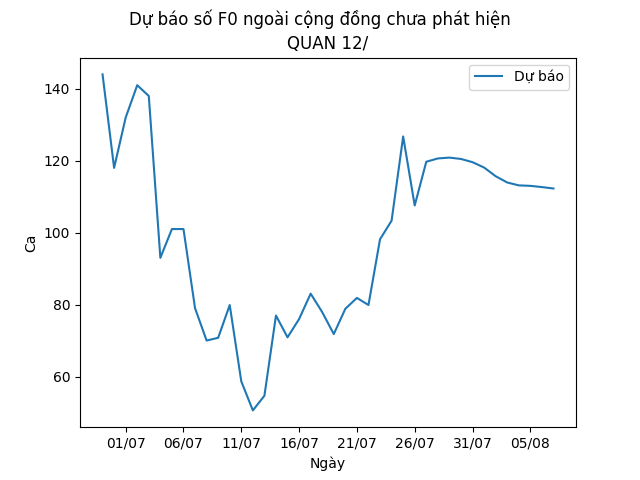 Dự báo số F0 ngoài cộng đồng chưa phát hiện
QUAN 12/
Dự báo
140
120
100
80
60
Ca
01/07 06/07 11/07 16/07 21/07 26/07 31/07 05/08
Ngày